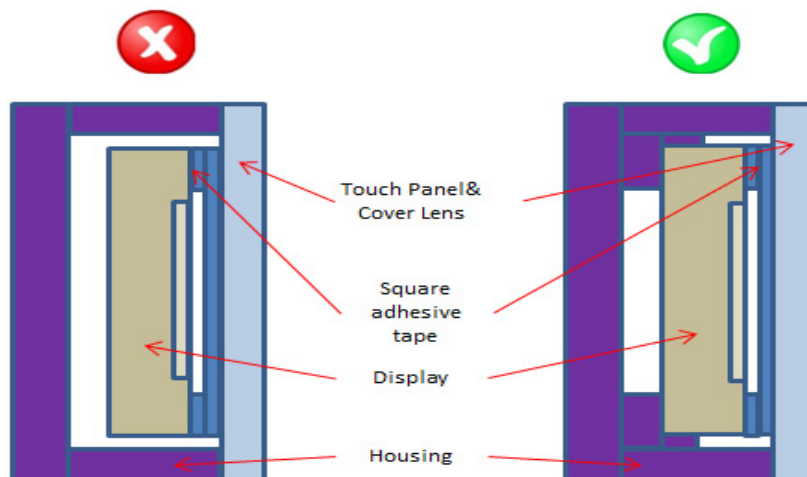 Touch Panel&
Cover Lens
Square
adhesive
tape
Display
Housing